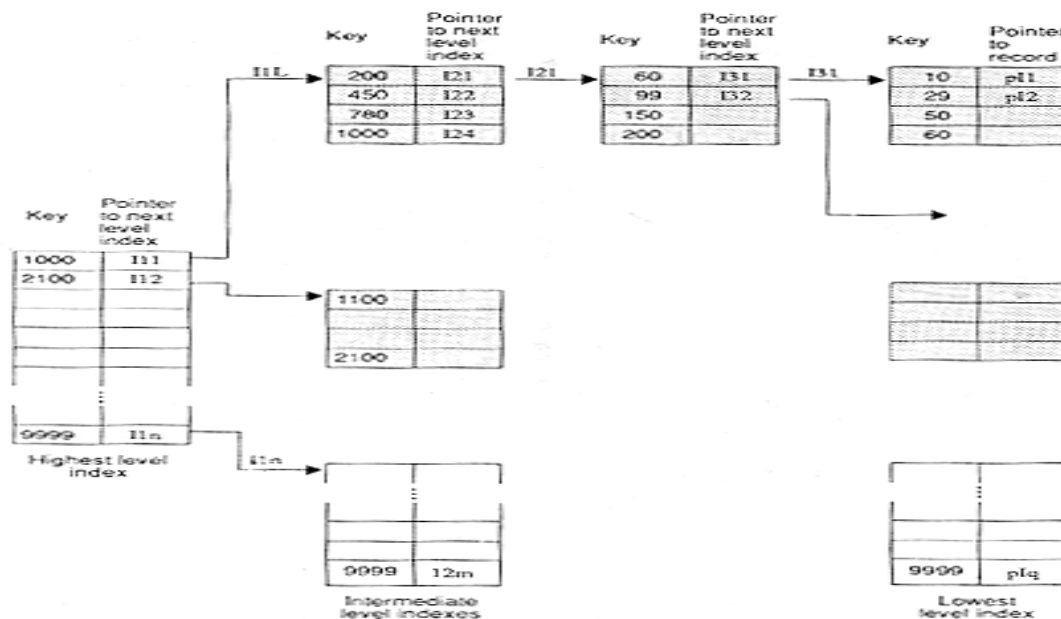 Key
Pointer
to next
level
index
200 I21
450 I22
780 I23
1000 I24
I21
Key
Pointer
to next
level
index
60 I31
99 I32
150
200
I31
Key
Pointer
to
record
10 pI1
29 pI2
50
60
I1L
Key
Pointer
to next
level
index
1000 I11
2100 I12
⋮
9999 I1n
Highest level
index
1100
2100
I1n
⋮
9999 I2m
Intermediate
level indexes
⋮
9999 pIq
Lowest
level index